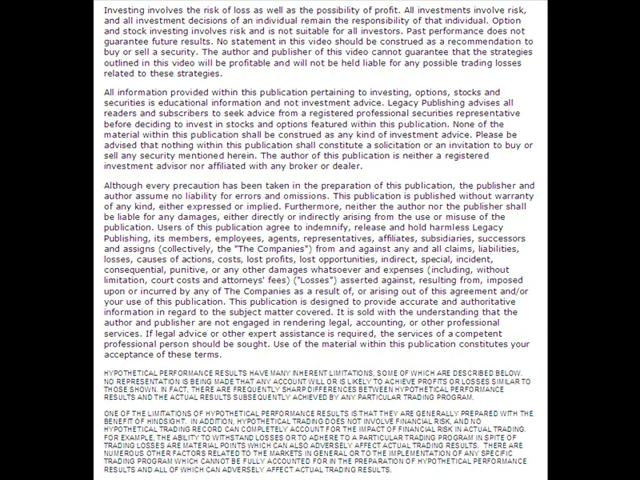 Investing involves the risk of loss as well as the possibility of profit. All investments involve risk,
and all investment decisions of an individual remain the responsibility of that individual. Option
and stock investing involves risk and is not suitable for all investors. Past performance does not
guarantee future results. No statement in this video should be construed as a recommendation to
buy or sell a security. The author and publisher of this video cannot guarantee that the strategies
outlined in this video will be profitable and will not be held liable for any possible trading losses
related to these strategies.
All information provided within this publication pertaining to investing, options, stocks and
securities is educational information and not investment advice. Legacy Publishing advises all
readers and subscribers to seek advice from a registered professional securities representative
before deciding to invest in stocks and options featured within this publication. None of the
material within this publication shall be construed as any kind of investment advice. Please be
advised that nothing within this publication shall constitute a solicitation or an invitation to buy or
sell any security mentioned herein. The author of this publication is neither a registered
investment advisor nor affiliated with any broker or dealer.
Although every precaution has been taken in the preparation of this publication, the publisher and
author assume no liability for errors and omissions. This publication is published without warranty
of any kind, either expressed or implied. Furthermore, neither the author nor the publisher shall
be liable for any damages, either directly or indirectly arising from the use or misuse of the
publication. Users of this publication agree to indemnify, release and hold harmless Legacy
Publishing, its members, employees, agents, representatives, affiliates, subsidiaries, successors
and assigns (collectively, the "The Companies") from and against any and all claims, liabilities,
losses, causes of actions, costs, lost profits, lost opportunities, indirect, special, incident,
consequential, punitive, or any other damages whatsoever and expenses (including, without
limitation, court costs and attorneys' fees) ("Losses") asserted against, resulting from, imposed
upon or incurred by any of The Companies as a result of, or arising out of this agreement and/or
your use of this publication. This publication is designed to provide accurate and authoritative
information in regard to the subject matter covered. It is sold with the understanding that the
author and publisher are not engaged in rendering legal, accounting, or other professional
services. If legal advice or other expert assistance is required, the services of a competent
professional person should be sought. Use of the material within this publication constitutes your
acceptance of these terms.
HYPOTHETICAL PERFORMANCE RESULTS HAVE MANY INHERENT LIMITATIONS, SOME OF WHICH ARE DESCRIBED BELOW.
NO REPRESENTATION IS BEING MADE THAT ANY ACCOUNT WILL OR IS LIKELY TO ACHIEVE PROFITS OR LOSSES SIMILAR TO
THOSE SHOWN. IN FACT, THERE ARE FREQUENTLY SHARP DIFFERENCES BETWEEN HYPOTHETICAL PERFORMANCE
RESULTS AND THE ACTUAL RESULTS SUBSEQUENTLY ACHIEVED BY ANY PARTICULAR TRADING PROGRAM.
ONE OF THE LIMITATIONS OF HYPOTHETICAL PERFORMANCE RESULTS IS THAT THEY ARE GENERALLY PREPARED WITH THE
BENEFIT OF HINDSIGHT. IN ADDITION, HYPOTHETICAL TRADING DOES NOT INVOLVE FINANCIAL RISK, AND NO
HYPOTHETICAL TRADING RECORD CAN COMPLETELY ACCOUNT FOR THE IMPACT OF FINANCIAL RISK IN ACTUAL TRADING.
FOR EXAMPLE, THE ABILITY TO WITHSTAND LOSSES OR TO ADHERE TO A PARTICULAR TRADING PROGRAM IN SPITE OF
TRADING LOSSES ARE MATERIAL POINTS WHICH CAN ALSO ADVERSELY AFFECT ACTUAL TRADING RESULTS. THERE ARE
NUMEROUS OTHER FACTORS RELATED TO THE MARKETS IN GENERAL OR TO THE IMPLEMENTATION OF ANY SPECIFIC
TRADING PROGRAM WHICH CANNOT BE FULLY ACCOUNTED FOR IN THE PREPARATION OF HYPOTHETICAL PERFORMANCE
RESULTS AND ALL OF WHICH CAN ADVERSELY AFFECT ACTUAL TRADING RESULTS.